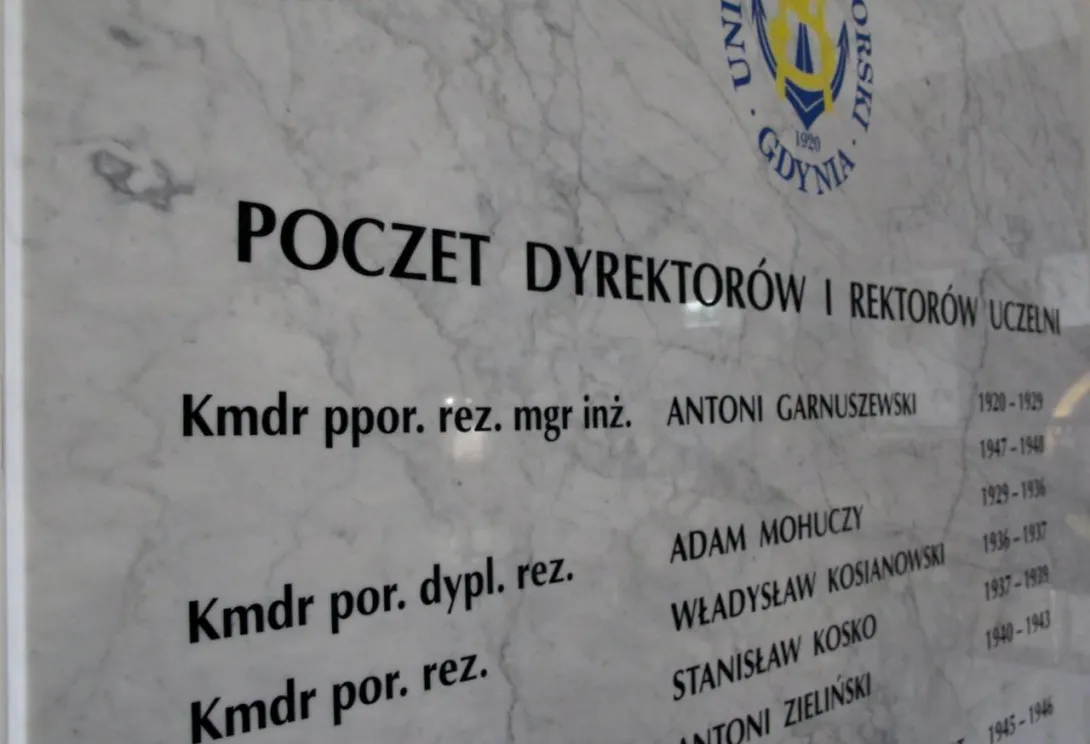 UNI
ORSKI
1920
· GDYNIA ·
POCZET DYREKTORÓW I REKTORÓW UCZELNI
Kmdr ppor. rez. mgr inż. ANTONI GARNUSZEWSKI 1920 – 1929
1947 – 1948
Kmdr por. dypl. rez. ADAM MOHUCZY 1929 – 1936
Kmdr por. rez. WŁADYSŁAW KOSIANOWSKI 1936 – 1937
STANISŁAW KOSKO 1937 – 1939
ANTONI ZIELIŃSKI 1940 – 1943
1945 – 1946